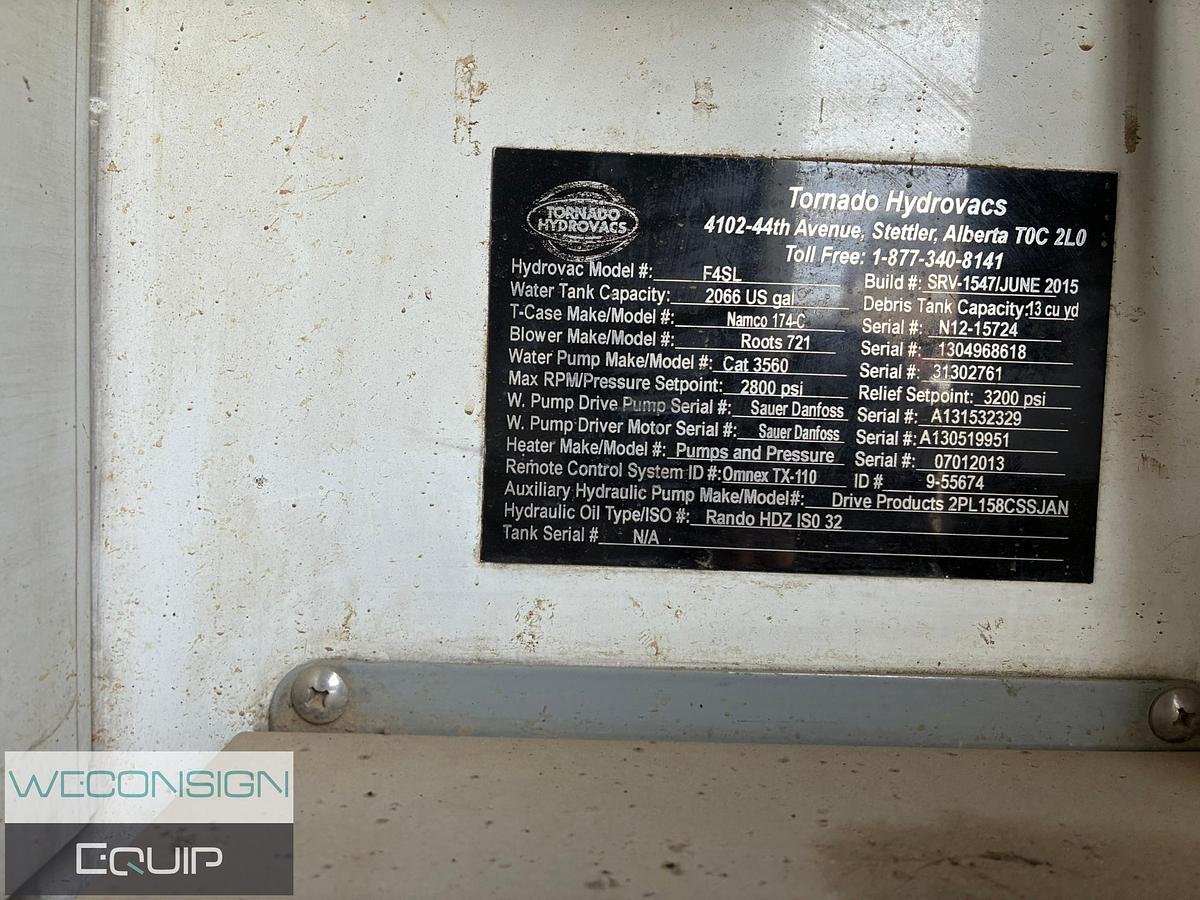 TORNADO
HYDROVACS
Tornado Hydrovacs
4102-44th Avenue, Stettler, Alberta T0C 2L0
Toll Free: 1-877-340-8141
Hydrovac Model #: F4SL Build #: SRV-1547/JUNE 2015
Water Tank Capacity: 2066 US gal Debris Tank Capacity: 13 cu yd
T-Case Make/Model #: Namco 174-C Serial #: N12-15724
Blower Make/Model #: Roots 721 Serial #: 1304968618
Water Pump Make/Model #: Cat 3560 Serial #: 31302761
Max RPM/Pressure Setpoint: 2800 psi Relief Setpoint: 3200 psi
W. Pump Drive Pump Serial #: Sauer Danfoss Serial #: A131532329
W. Pump Driver Motor Serial #: Sauer Danfoss Serial #: A130519951
Heater Make/Model #: Pumps and Pressure Serial #: 07012013
Remote Control System ID #: Omnex TX-110 ID # 9-55674
Auxiliary Hydraulic Pump Make/Model#: Drive Products 2PL158CSSJAN
Hydraulic Oil Type/ISO #: Rando HDZ ISO 32
Tank Serial # N/A
WECONSIGN
EQUIP